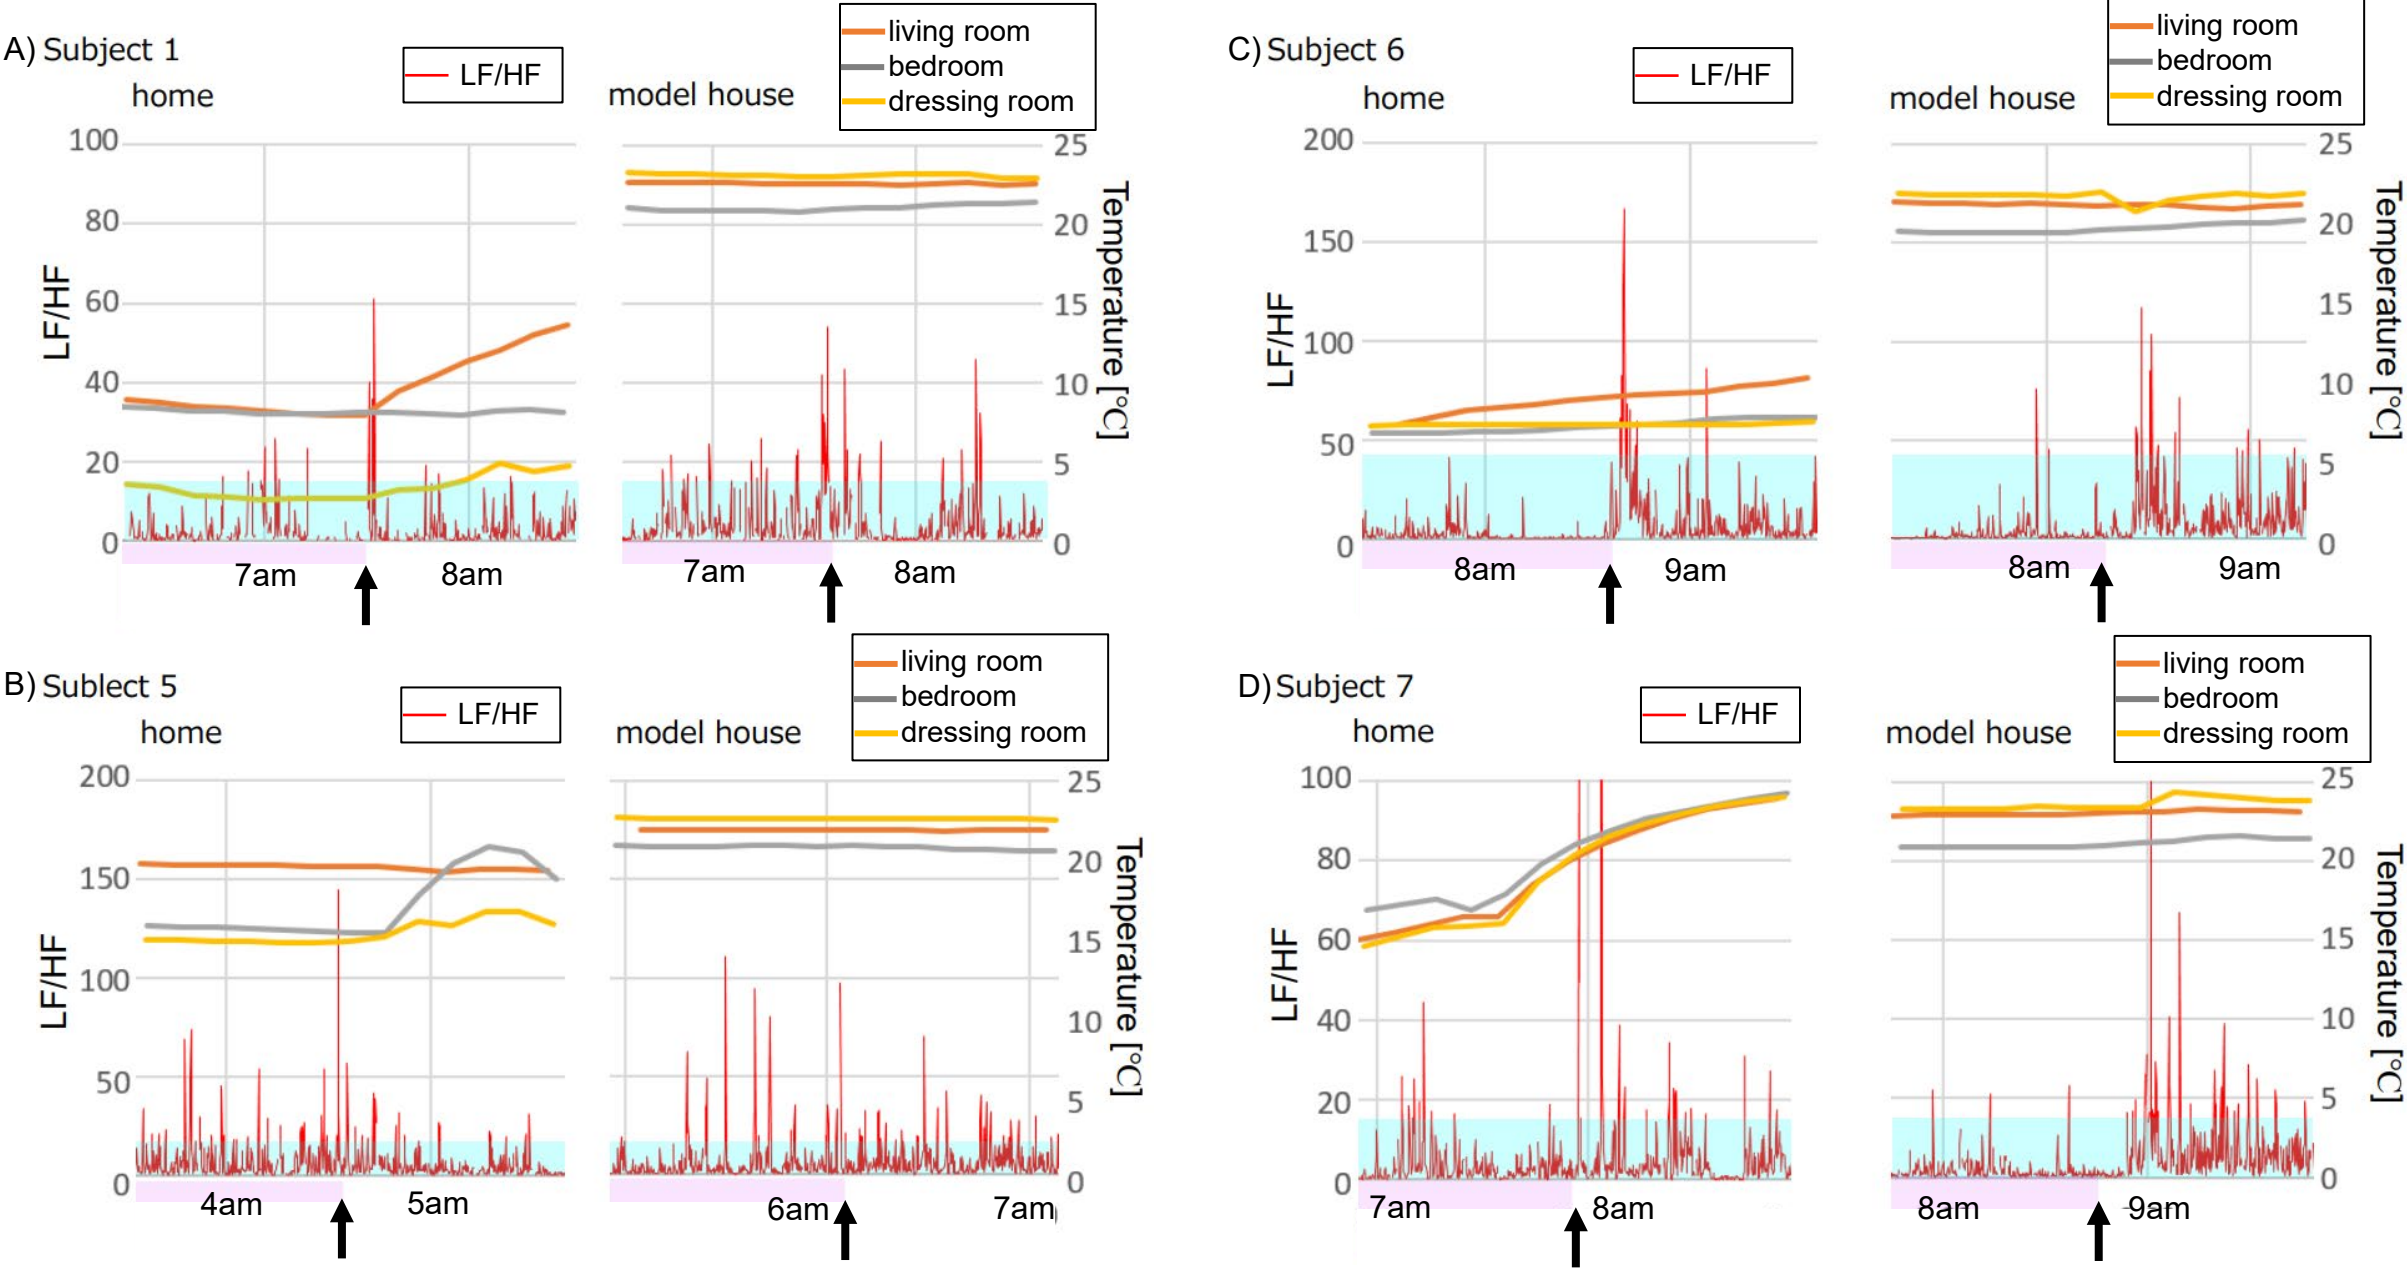 A) Subject 1
home
LF/HF
model house
living room
bedroom
dressing room
LF/HF
100
80
60
40
20
0
7am
8am
7am
8am
25
20
15
10
5
0
Temperature [°C]
C) Subject 6
home
LF/HF
model house
living room
bedroom
dressing room
LF/HF
200
150
100
50
0
8am
9am
8am
9am
25
20
15
10
5
0
Temperature [°C]
B) Sublect 5
home
LF/HF
model house
living room
bedroom
dressing room
LF/HF
200
150
100
50
0
4am
5am
6am
7am
25
20
15
10
5
0
Temperature [°C]
D) Subject 7
home
LF/HF
model house
living room
bedroom
dressing room
LF/HF
100
80
60
40
20
0
7am
8am
8am
9am
25
20
15
10
5
0
Temperature [°C]